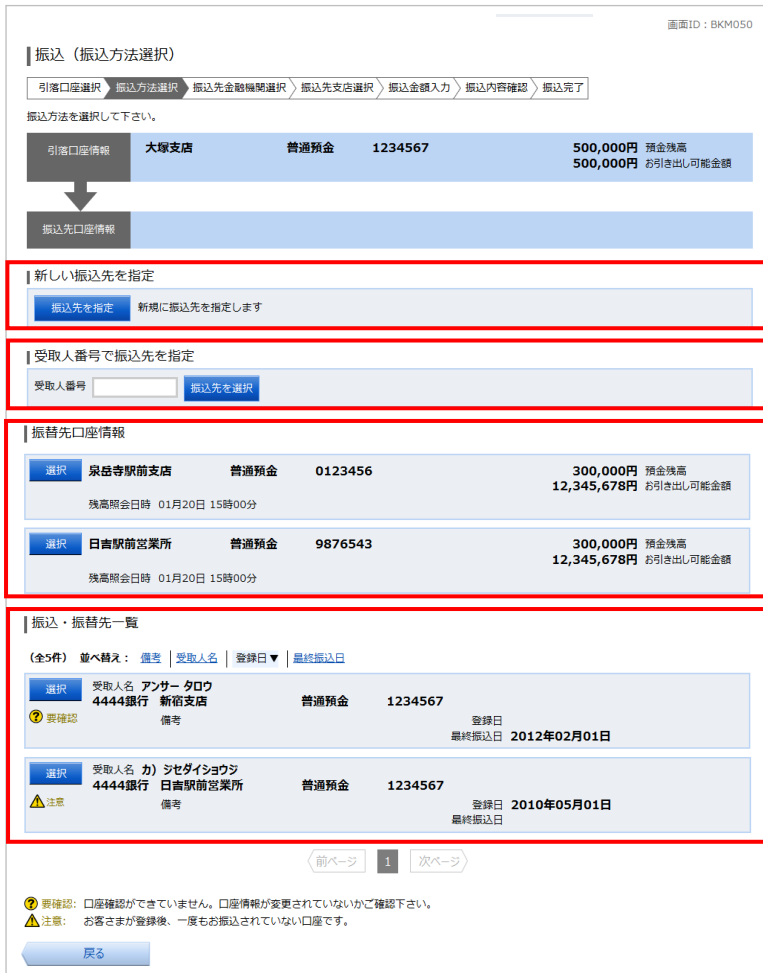 画面ID：BKM050
振込（振込方法選択）
引落口座選択 振込方法選択 振込先金融機関選択 振込先支店選択 振込金額入力 振込内容確認 振込完了
振込方法を選択して下さい。
引落口座情報 大塚支店 普通預金 1234567 500,000円 預金残高
500,000円 お引き出し可能金額
振込先口座情報
新しい振込先を指定
振込先を指定 新規に振込先を指定します
受取人番号で振込先を指定
受取人番号 振込先を選択
振替先口座情報
選択 泉岳寺駅前支店 普通預金 0123456 300,000円 預金残高
12,345,678円 お引き出し可能金額
残高照会日時 01月20日 15時00分
選択 日吉駅前営業所 普通預金 9876543 300,000円 預金残高
12,345,678円 お引き出し可能金額
残高照会日時 01月20日 15時00分
振込・振替先一覧
（全5件） 並べ替え： 備考 受取人名 登録日▼ 最終振込日
選択 受取人名 アンサー タロウ
4444銀行 新宿支店 普通預金 1234567
? 要確認 備考 登録日
最終振込日 2012年02月01日
選択 受取人名 カ）ジセダイショウジ
4444銀行 日吉駅前営業所 普通預金 1234567
! 注意 備考 登録日 2010年05月01日
最終振込日
前ページ 1 次ページ
? 要確認: 口座確認ができていません。口座情報が変更されていないかご確認下さい。
! 注意: お客さまが登録後、一度もお振込されていない口座です。
戻る